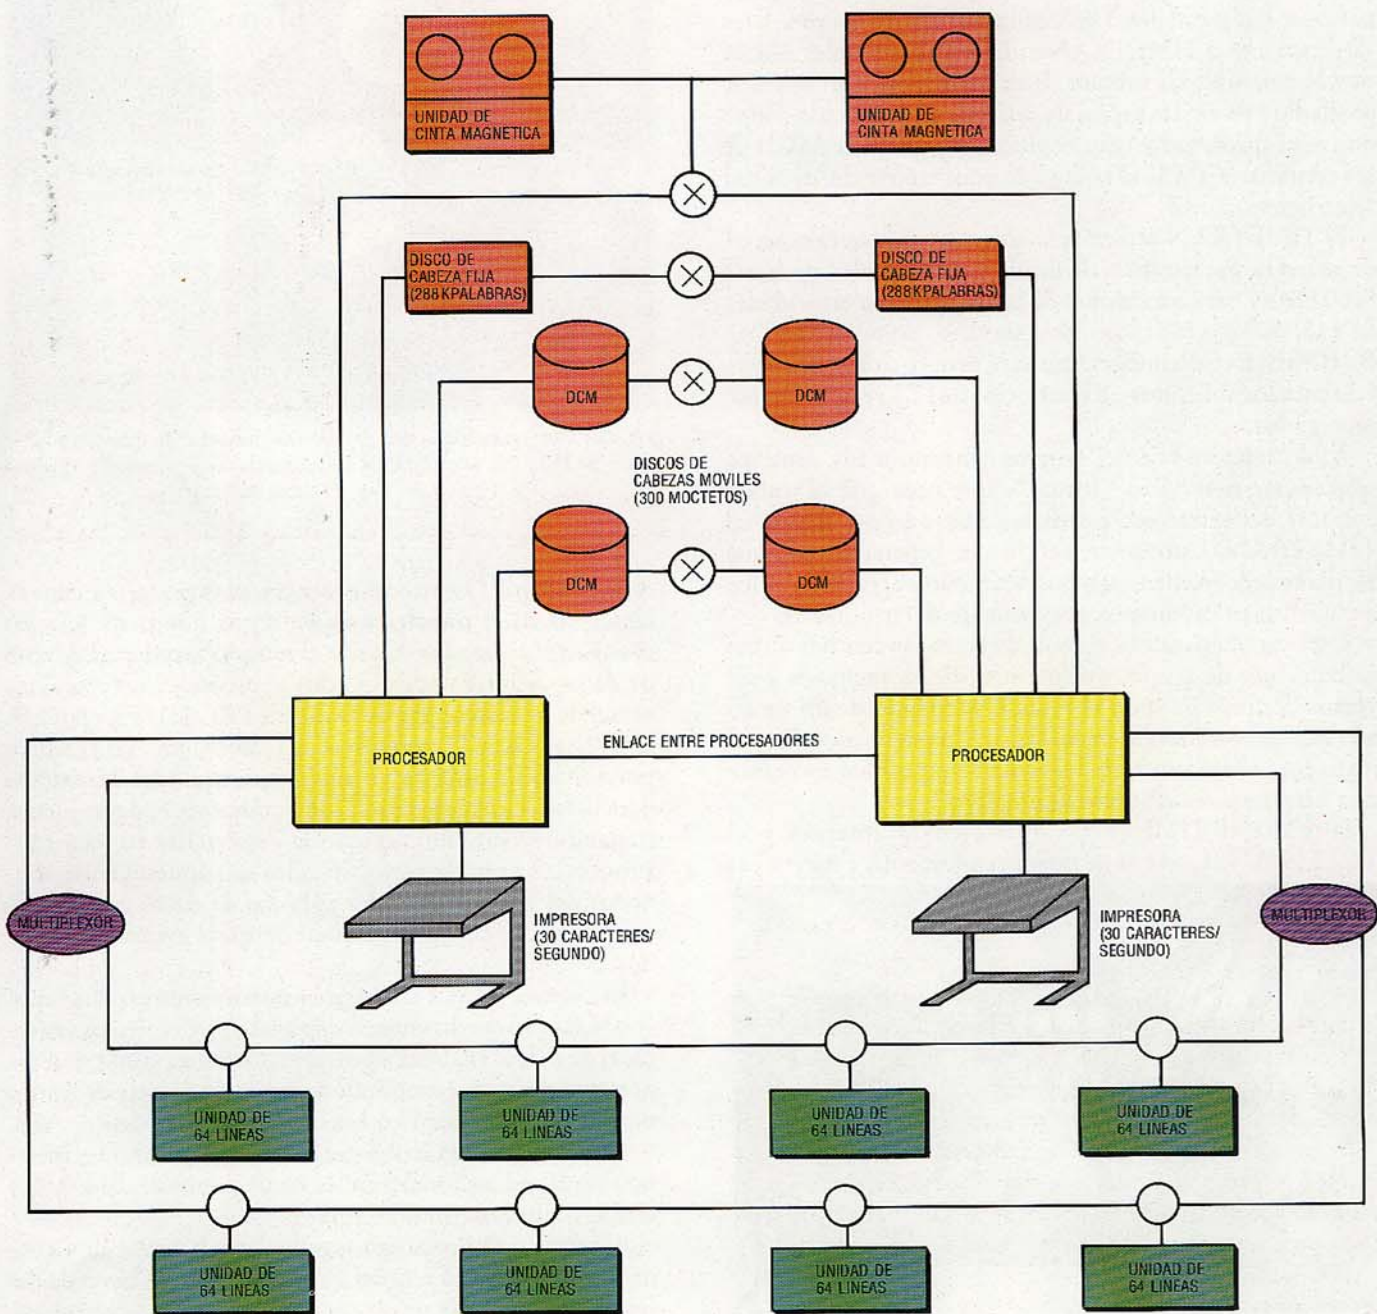 UNIDAD DE
CINTA MAGNETICA
UNIDAD DE
CINTA MAGNETICA
DISCO DE
CABEZA FIJA
(288 KPALABRAS)
DISCO DE
CABEZA FIJA
(288 KPALABRAS)
DCM
DCM
DISCOS DE
CABEZAS MOVILES
(300 MOCTETOS)
DCM
DCM
PROCESADOR
ENLACE ENTRE PROCESADORES
PROCESADOR
MULTIPLEXOR
IMPRESORA
(30 CARACTERES/
SEGUNDO)
IMPRESORA
(30 CARACTERES/
SEGUNDO)
MULTIPLEXOR
UNIDAD DE
64 LINEAS
UNIDAD DE
64 LINEAS
UNIDAD DE
64 LINEAS
UNIDAD DE
64 LINEAS
UNIDAD DE
64 LINEAS
UNIDAD DE
64 LINEAS
UNIDAD DE
64 LINEAS
UNIDAD DE
64 LINEAS